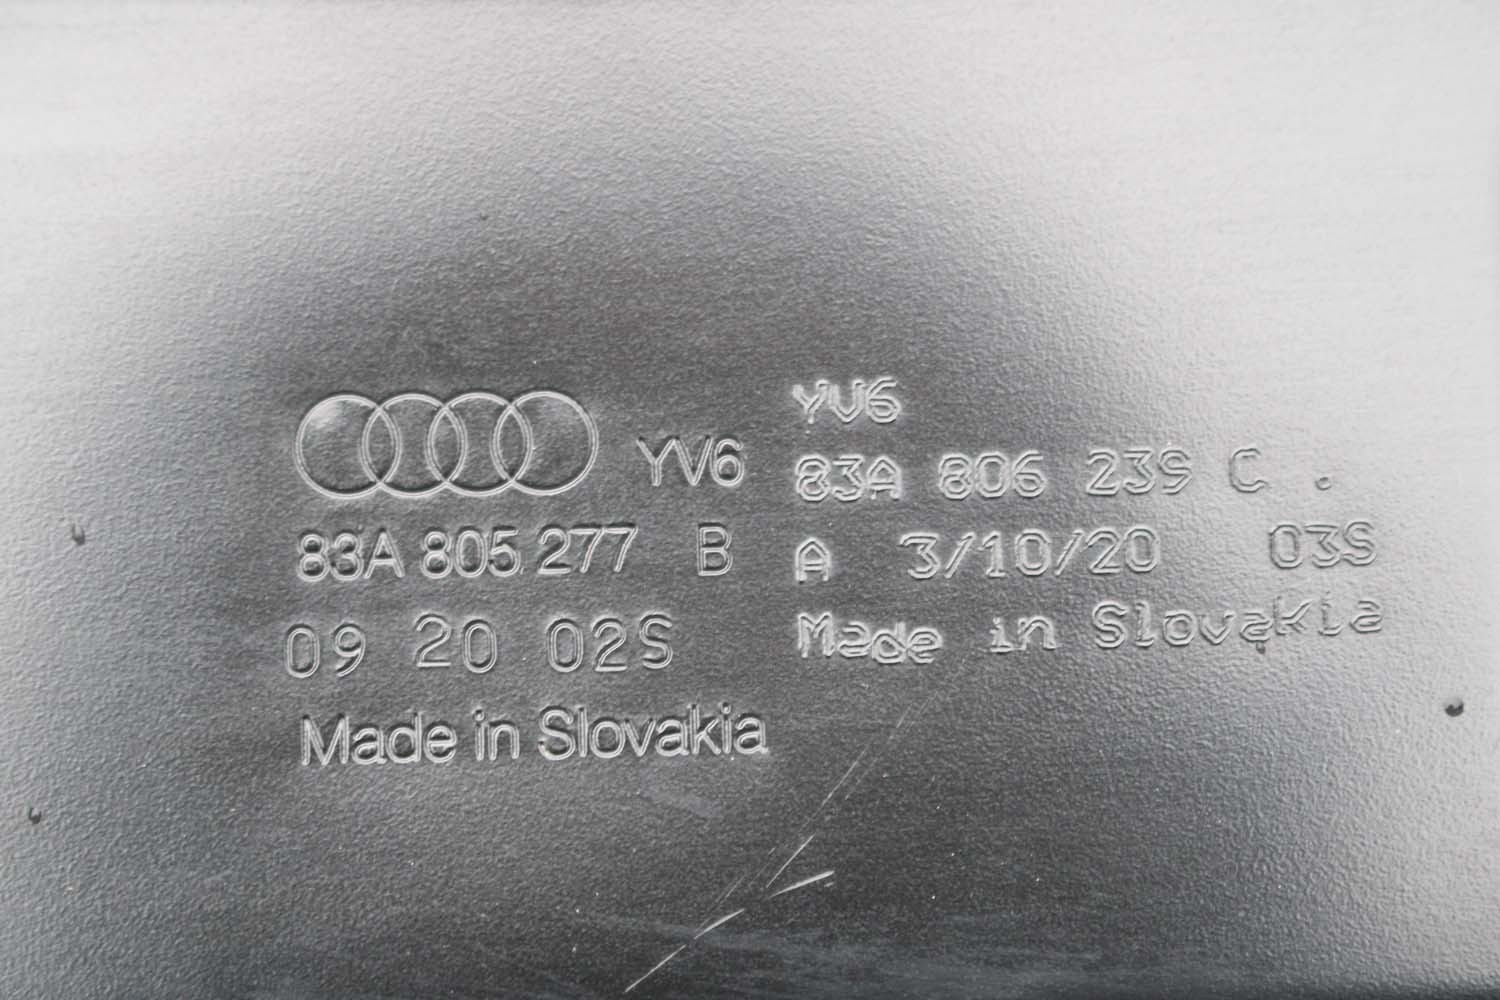 YV6
83A 805 277 B
09 20 02S
Made in Slovakia
YV6
83A 806 239 C .
A 3/10/20 03S
Made in Slovakia